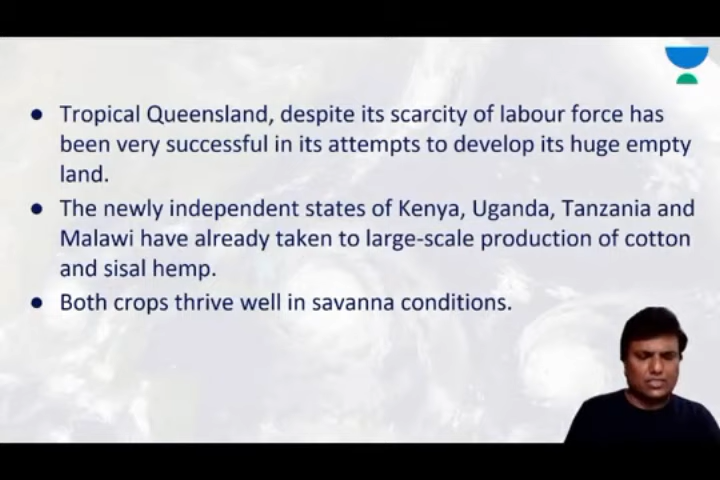 ● Tropical Queensland, despite its scarcity of labour force has
been very successful in its attempts to develop its huge empty
land.
● The newly independent states of Kenya, Uganda, Tanzania and
Malawi have already taken to large-scale production of cotton
and sisal hemp.
● Both crops thrive well in savanna conditions.